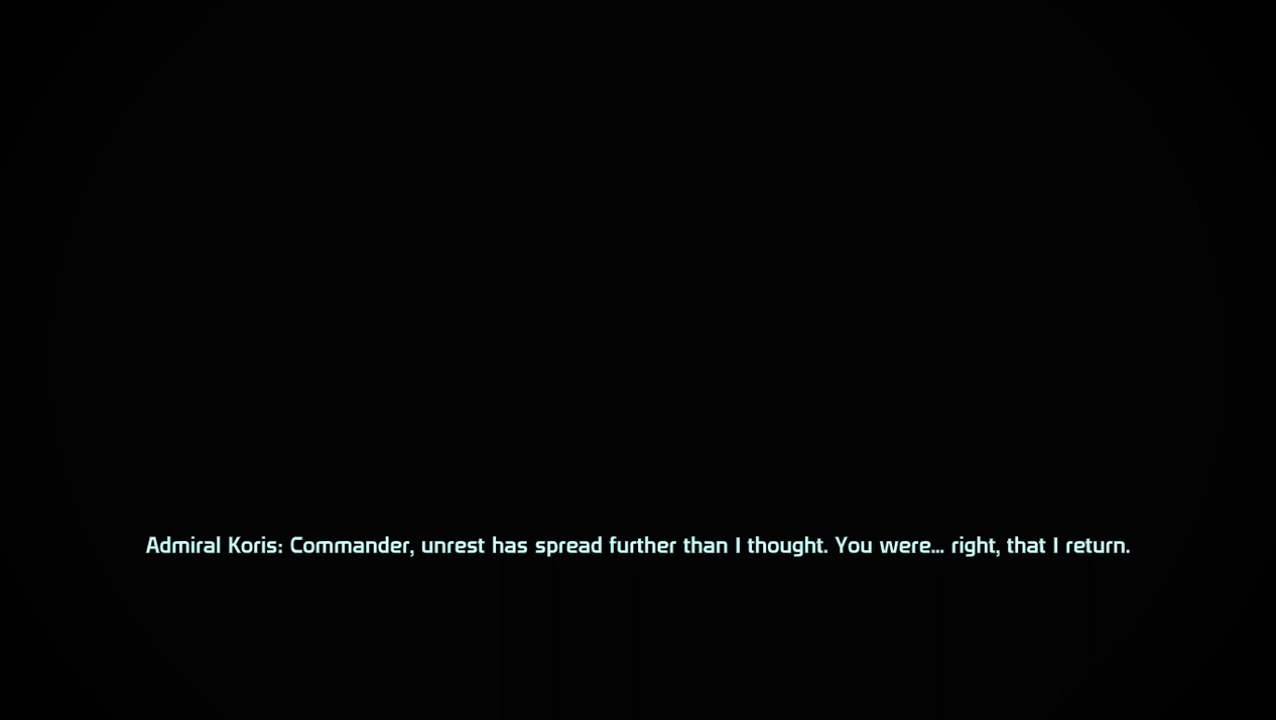 Admiral Koris: Commander, unrest has spread further than I thought. You were... right, that I return.